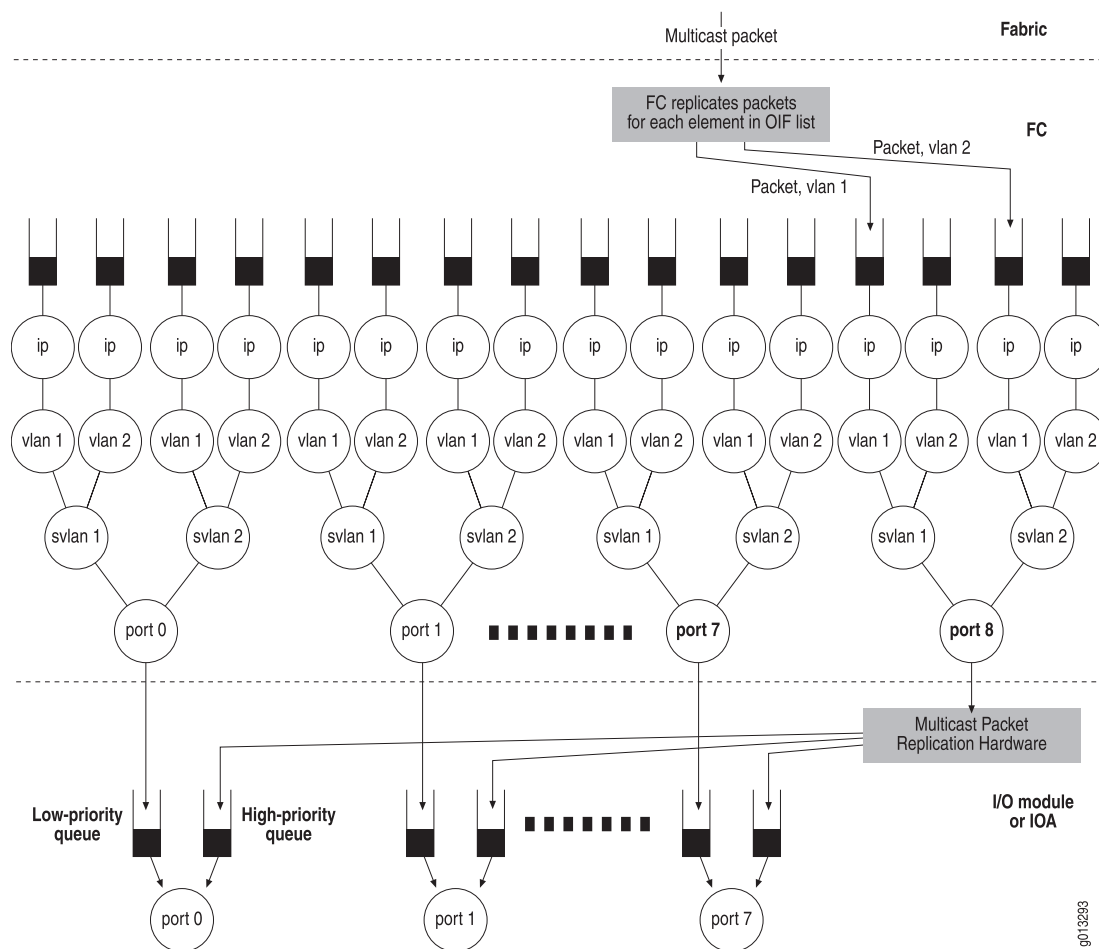 Fabric
Multicast packet
FC replicates packets
for each element in OIF list
FC
Packet, vlan 2
Packet, vlan 1
ip ip ip ip ip ip ip ip ip ip ip ip ip ip ip ip
vlan 1 vlan 2 vlan 1 vlan 2 vlan 1 vlan 2 vlan 1 vlan 2 vlan 1 vlan 2 vlan 1 vlan 2 vlan 1 vlan 2 vlan 1 vlan 2
svlan 1 svlan 2 svlan 1 svlan 2 svlan 1 svlan 2 svlan 1 svlan 2
port 0 port 1 port 7 port 8
Multicast Packet
Replication Hardware
Low-priority
queue
High-priority
queue
I/O module
or IOA
port 0 port 1 port 7
g013293